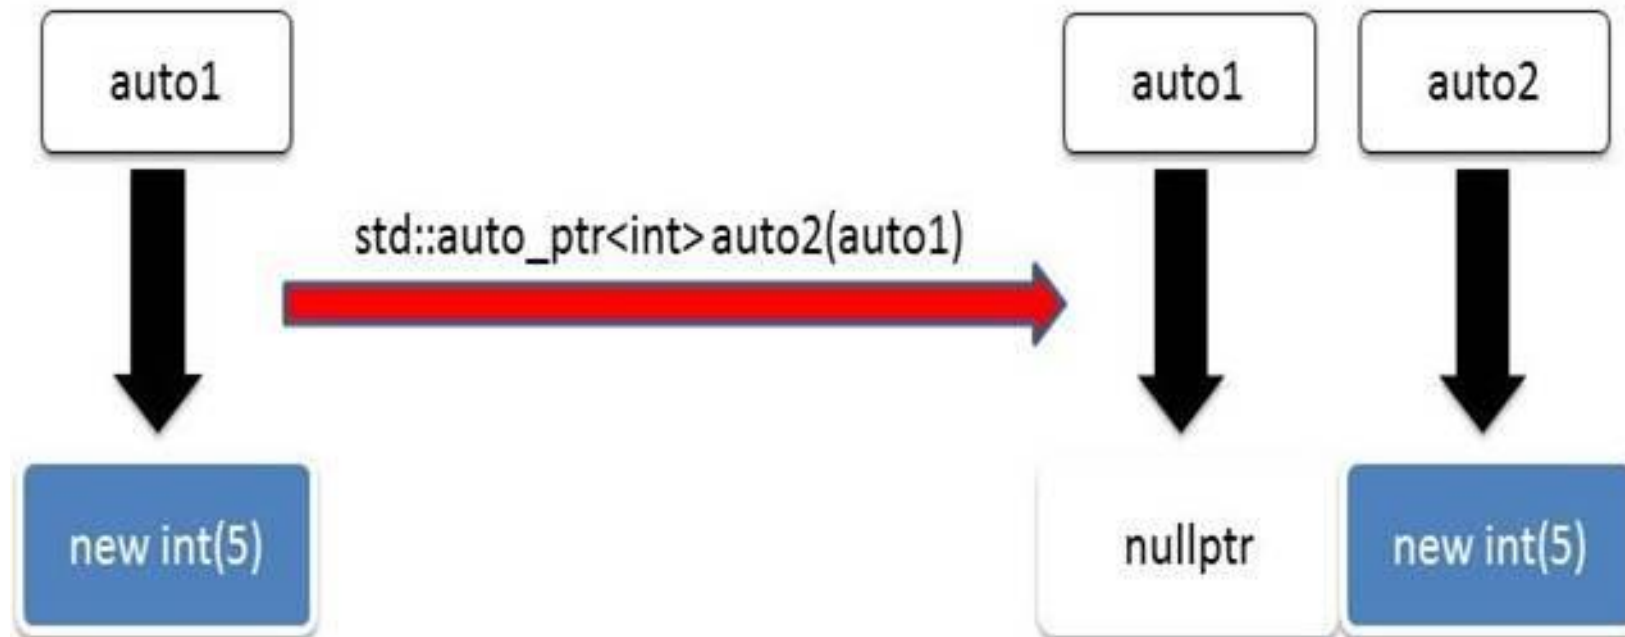 auto1
auto1
auto2
std::auto_ptr<int> auto2(auto1)
new int(5)
nullptr
new int(5)